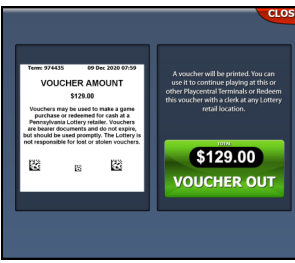 CLOS
Term: 974435 09 Dec 2020 07:59
VOUCHER AMOUNT
$129.00
Vouchers may be used to make a game
purchase or redeemed for cash at a
Pennsylvania Lottery retailer. Vouchers
are bearer documents and do not expire,
but should be used promptly. The Lottery is
not responsible for lost or stolen vouchers.
A voucher will be printed. You can
use it to continue playing at this or
other Playcentral Terminals or Redeem
this voucher with a clerk at any Lottery
retail location.
TOTAL
$129.00
VOUCHER OUT